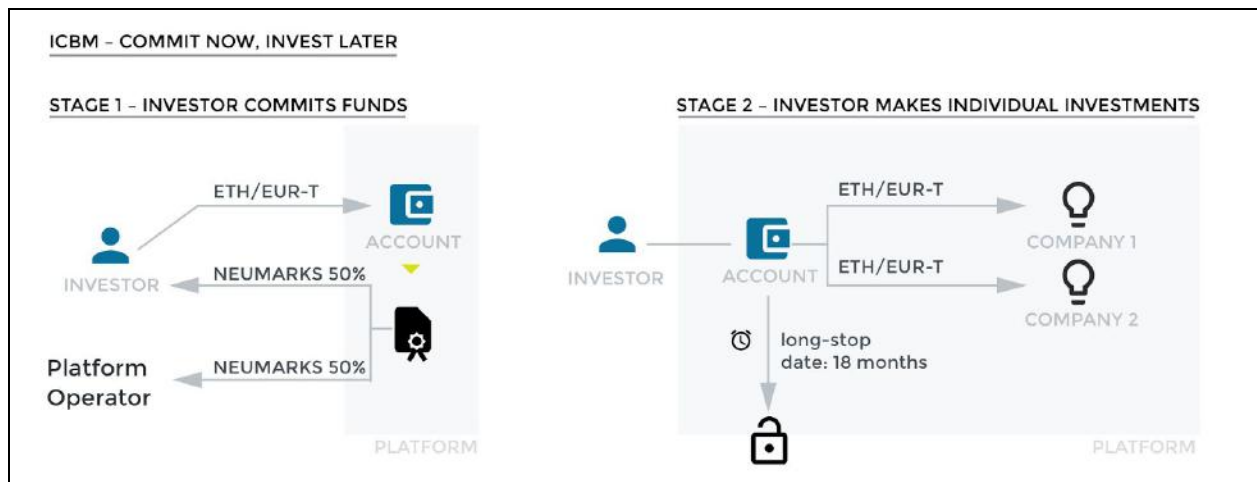 ICBM – COMMIT NOW, INVEST LATER
STAGE 1 – INVESTOR COMMITS FUNDS
ETH/EUR-T
ACCOUNT
INVESTOR
NEUMARKS 50%
Platform
Operator
NEUMARKS 50%
PLATFORM
STAGE 2 – INVESTOR MAKES INDIVIDUAL INVESTMENTS
ETH/EUR-T
COMPANY 1
INVESTOR
ACCOUNT
ETH/EUR-T
COMPANY 2
long-stop
date: 18 months
PLATFORM